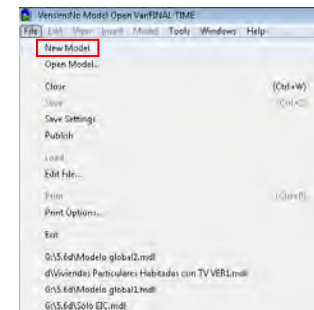 Vensim:No Model Open Var:FINAL TIME
File Edit View Insert Model Tools Windows Help
New Model
Open Model...
Close (Ctrl+W)
Save (Ctrl+S)
Save Settings
Publish
Load
Edit File...
Print (Ctrl+P)
Print Options...
Exit
G:\5.6d\Modelo global2.mdl
d\Viviendas Particulares Habitadas con TV VER1.mdl
G:\5.6d\Modelo global1.mdl
G:\5.6d\Solo EIC.mdl